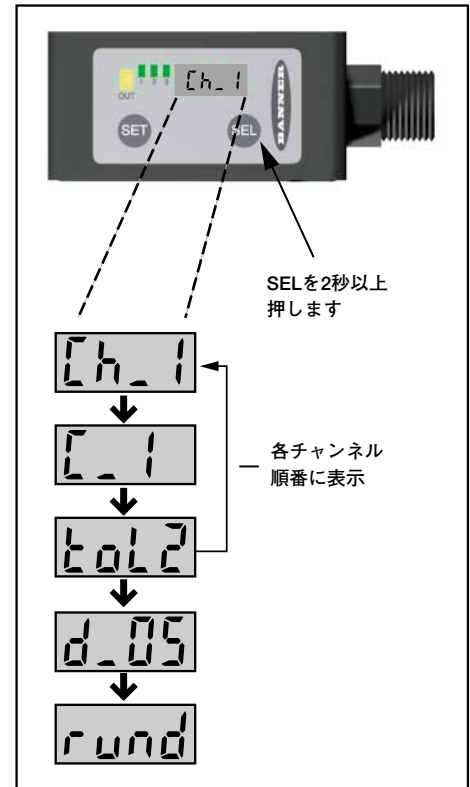 OUT
1 2 3
Ch_1
SET
SEL
BANNER
SELを2秒以上
押します
Ch_1
C_1
toL2
各チャンネル
順番に表示
d_05
rund